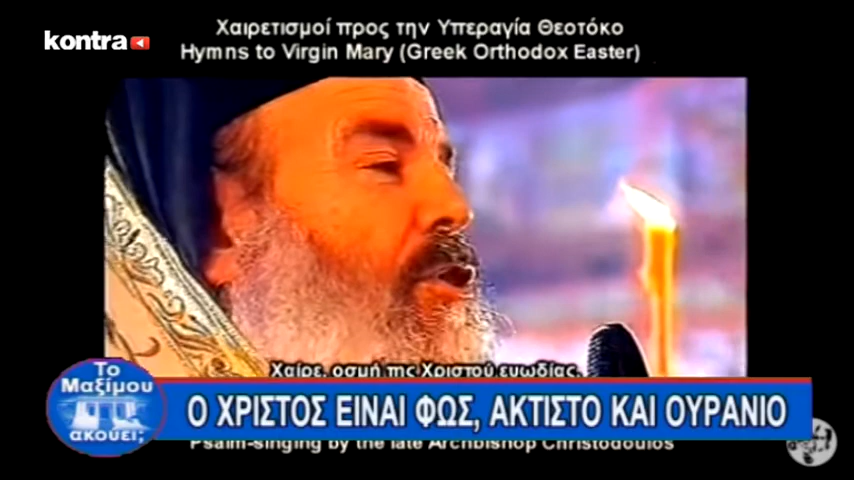 Χαιρετισμοί προς την Υπεραγία Θεοτόκο
kontra
Hymns to Virgin Mary (Greek Orthodox Easter)
Χαίρε, οσμή της Χριστού ευωδίας,
Το
Μαξίμου
ακούει;
Ο ΧΡΙΣΤΟΣ ΕΙΝΑΙ ΦΩΣ, ΑΚΤΙΣΤΟ ΚΑΙ ΟΥΡΑΝΙΟ
Psalm-singing by the late Archbishop Christodoulos